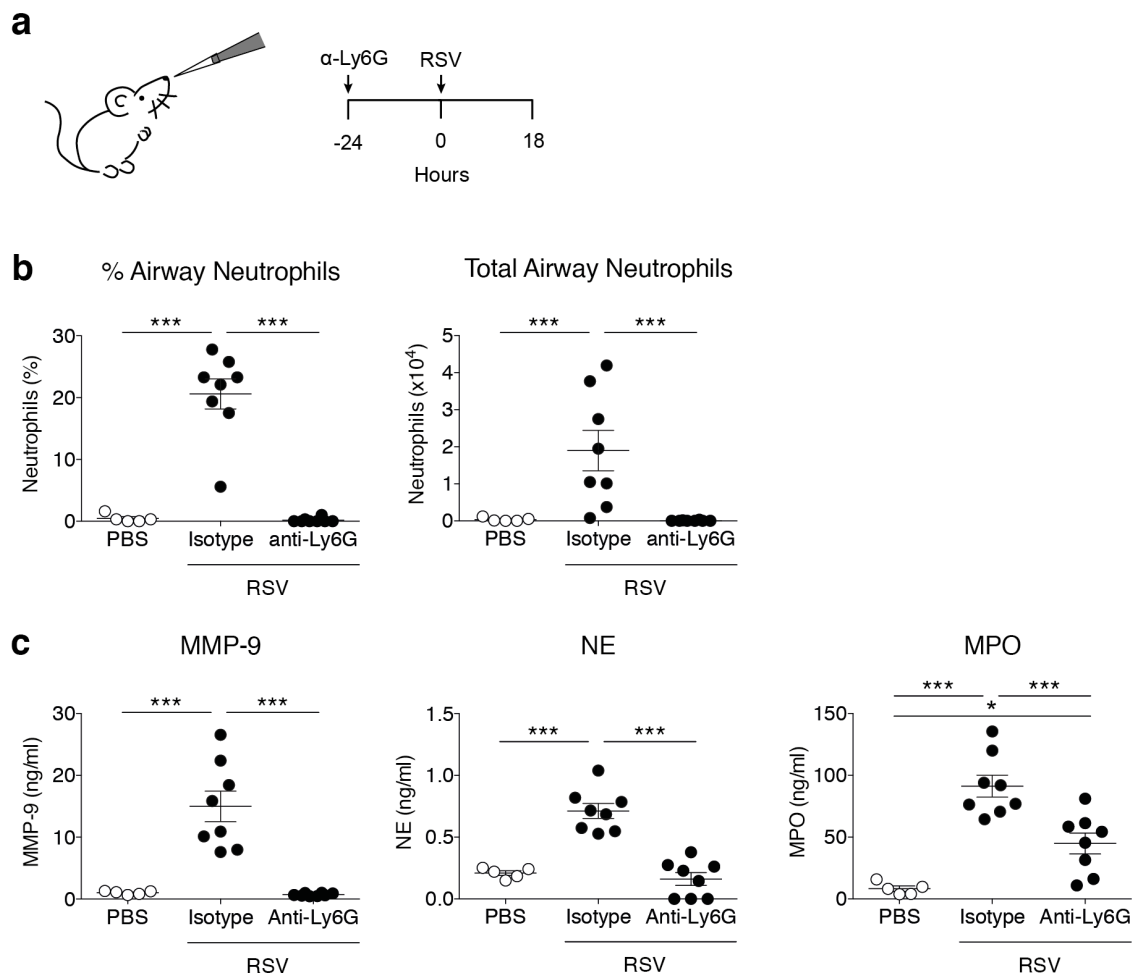 a
α-Ly6G RSV
-24 0 18
Hours
b
% Airway Neutrophils
*** ***
Neutrophils (%)
30
20
10
0
PBS Isotype anti-Ly6G
RSV
Total Airway Neutrophils
*** ***
Neutrophils (x10⁴)
5
4
3
2
1
0
PBS Isotype anti-Ly6G
RSV
c
MMP-9
*** ***
MMP-9 (ng/ml)
30
20
10
0
PBS Isotype Anti-Ly6G
RSV
NE
*** ***
NE (ng/ml)
1.5
1.0
0.5
0.0
PBS Isotype Anti-Ly6G
RSV
MPO
*** ***
*
MPO (ng/ml)
150
100
50
0
PBS Isotype Anti-Ly6G
RSV